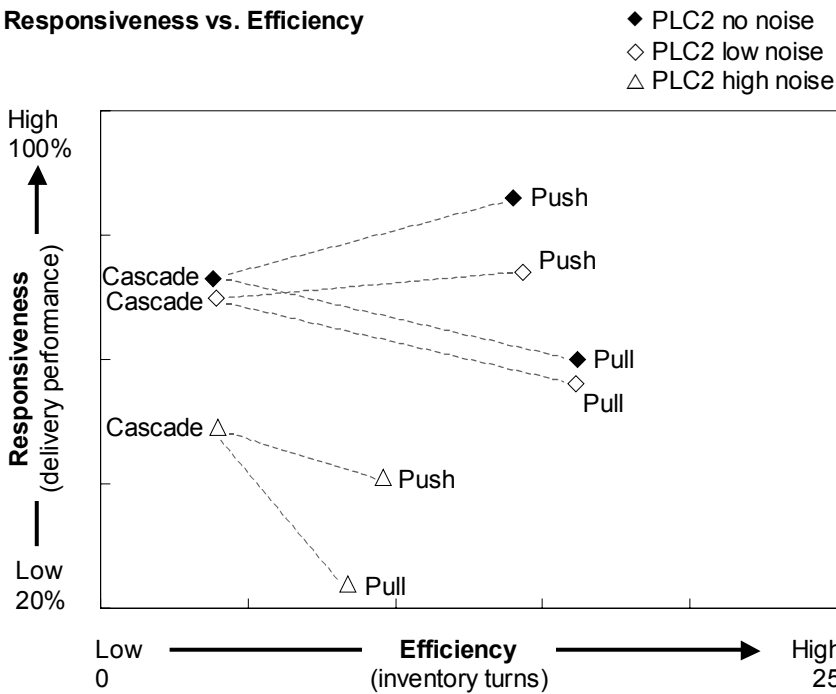 Responsiveness vs. Efficiency
PLC2 no noise
PLC2 low noise
PLC2 high noise
High
100%
Responsiveness
(delivery performance)
Low
20%
Push
Push
Cascade
Cascade
Pull
Pull
Cascade
Push
Pull
Low
0
Efficiency
(inventory turns)
High
25